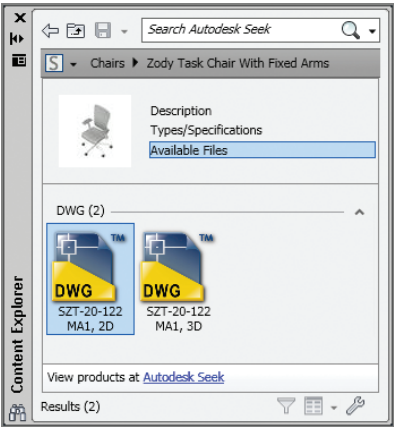 Search Autodesk Seek
S Chairs Zody Task Chair With Fixed Arms
Description
Types/Specifications
Available Files
DWG (2)
TM
DWG
SZT-20-122
MA1, 2D
TM
DWG
SZT-20-122
MA1, 3D
View products at Autodesk Seek
Results (2)
Content Explorer